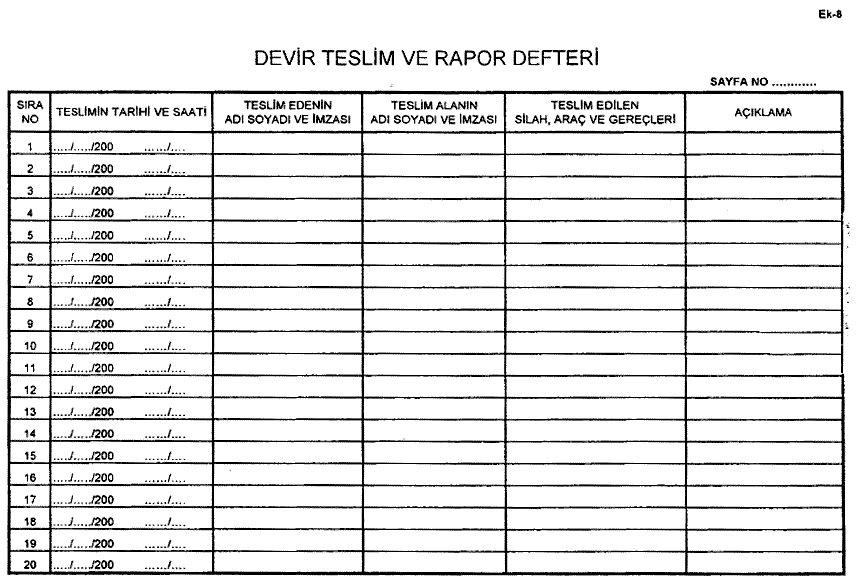 Ek-8
DEVİR TESLİM VE RAPOR DEFTERİ
SAYFA NO ............
SIRA NO TESLİMİN TARİHİ VE SAATİ TESLİM EDENİN ADI SOYADI VE İMZASI TESLİM ALANIN ADI SOYADI VE İMZASI TESLİM EDİLEN SİLAH, ARAÇ VE GEREÇLERİ AÇIKLAMA
1 ...../...../200 ....../....
2 ...../...../200 ....../....
3 ...../...../200 ....../....
4 ...../...../200 ....../....
5 ...../...../200 ....../....
6 ...../...../200 ....../....
7 ...../...../200 ....../....
8 ...../...../200 ....../....
9 ...../...../200 ....../....
10 ...../...../200 ....../....
11 ...../...../200 ....../....
12 ...../...../200 ....../....
13 ...../...../200 ....../....
14 ...../...../200 ....../....
15 ...../...../200 ....../....
16 ...../...../200 ....../....
17 ...../...../200 ....../....
18 ...../...../200 ....../....
19 ...../...../200 ....../....
20 ...../...../200 ....../....